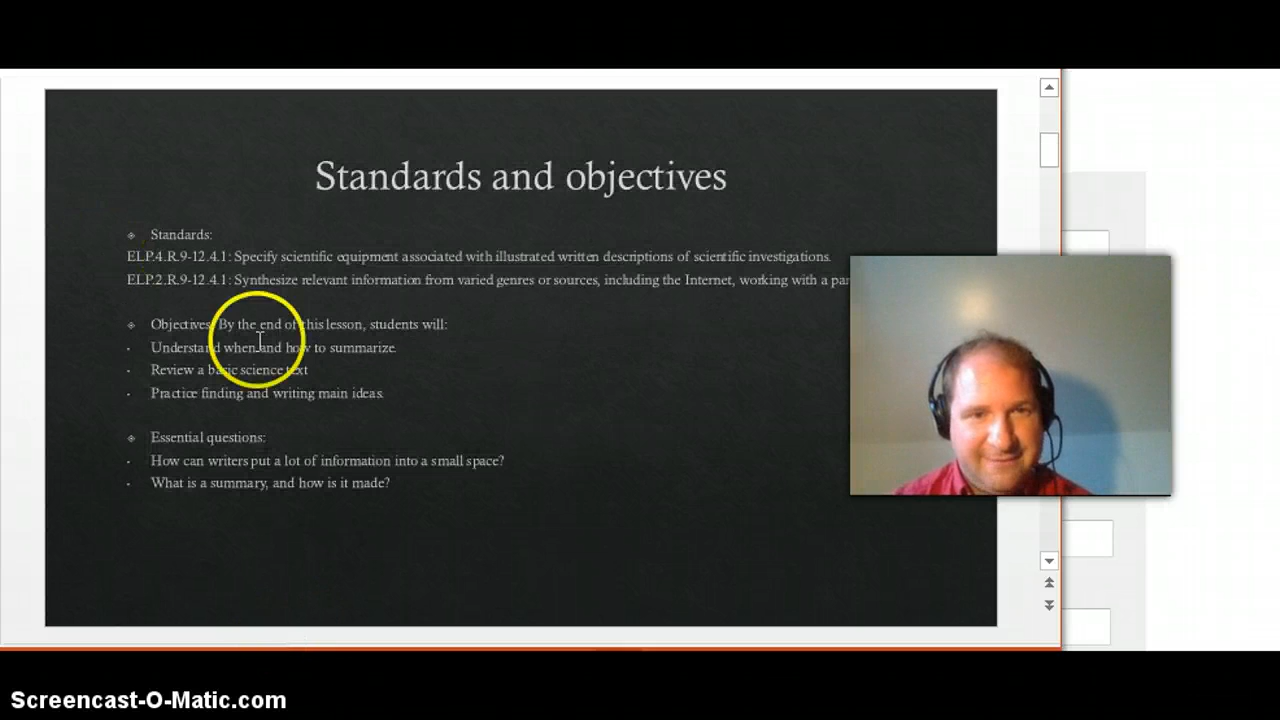 Standards and objectives
Standards:
ELP.4.R.9-12.4.1: Specify scientific equipment associated with illustrated written descriptions of scientific investigations.
ELP.2.R.9-12.4.1: Synthesize relevant information from varied genres or sources, including the Internet, working with a
Objectives: By the end of this lesson, students will:
Understand when and how to summarize.
Review a basic science text
Practice finding and writing main ideas.
Essential questions:
How can writers put a lot of information into a small space?
What is a summary, and how is it made?
Screencast-O-Matic.com